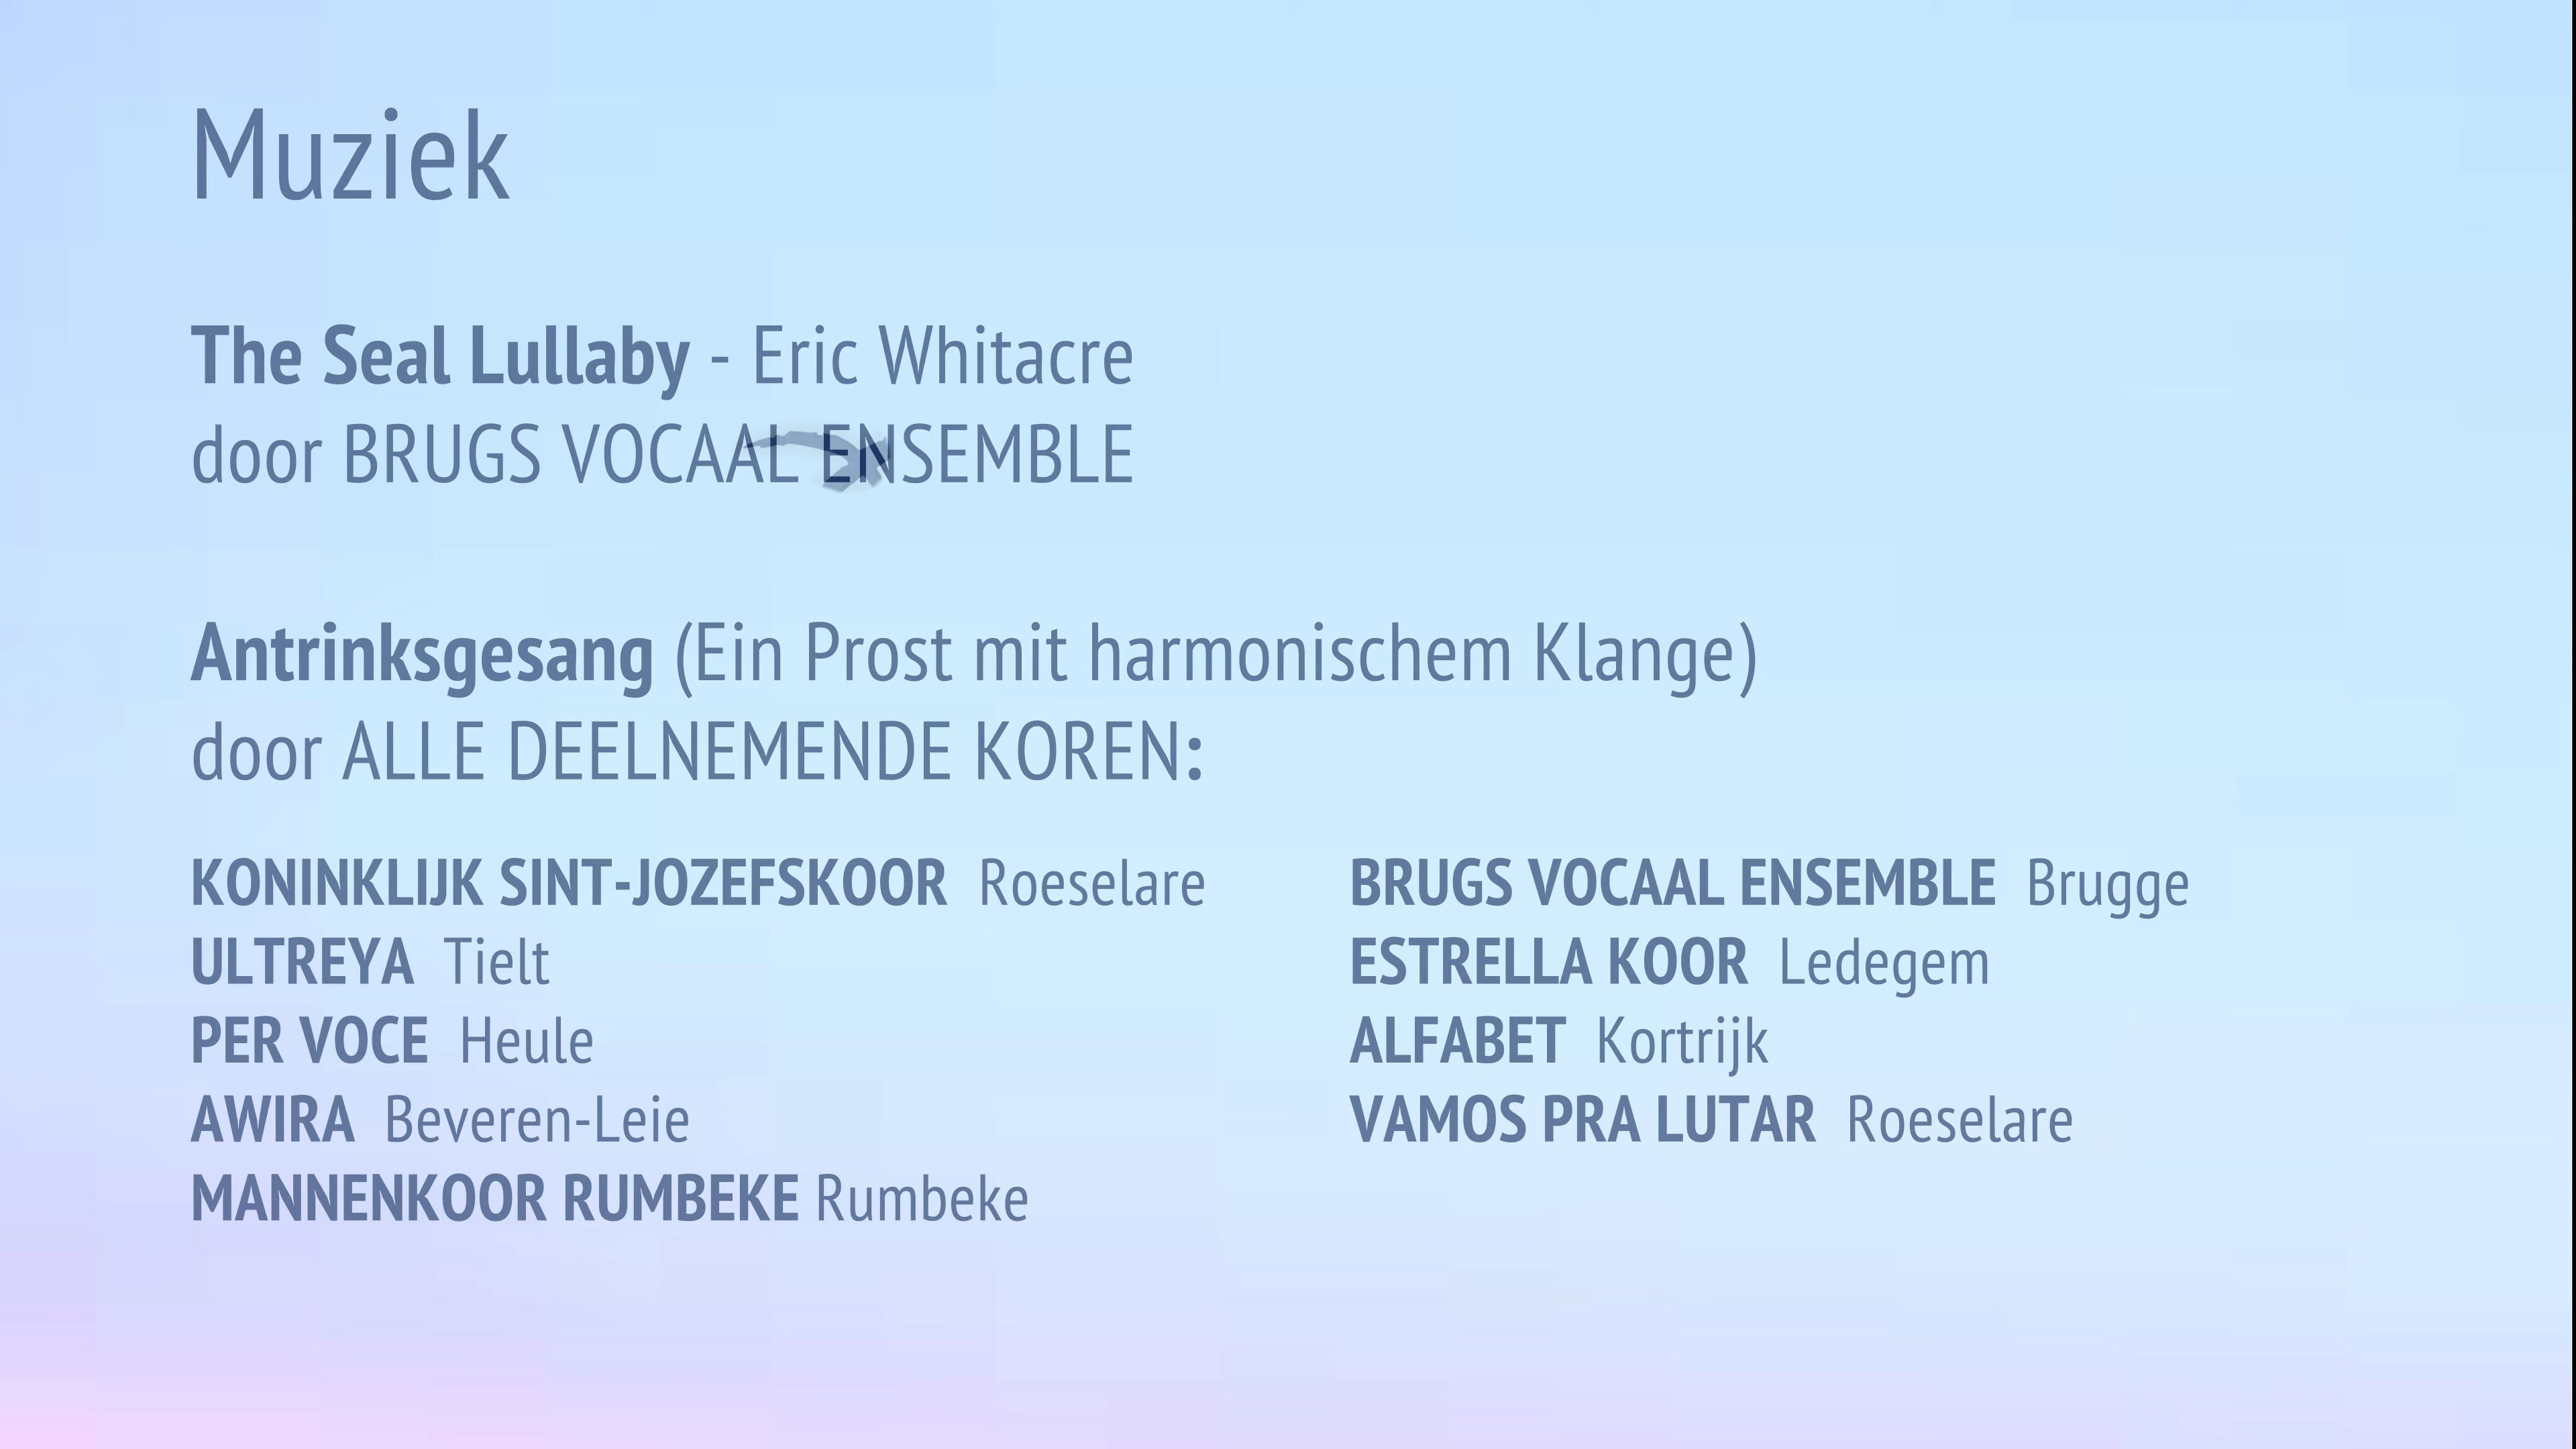 Muziek
The Seal Lullaby - Eric Whitacre
door BRUGS VOCAAL ENSEMBLE
Antrinksgesang (Ein Prost mit harmonischem Klange)
door ALLE DEELNEMENDE KOREN:
KONINKLIJK SINT-JOZEFSKOOR Roeselare
ULTREYA Tielt
PER VOCE Heule
AWIRA Beveren-Leie
MANNENKOOR RUMBEKE Rumbeke
BRUGS VOCAAL ENSEMBLE Brugge
ESTRELLA KOOR Ledegem
ALFABET Kortrijk
VAMOS PRA LUTAR Roeselare